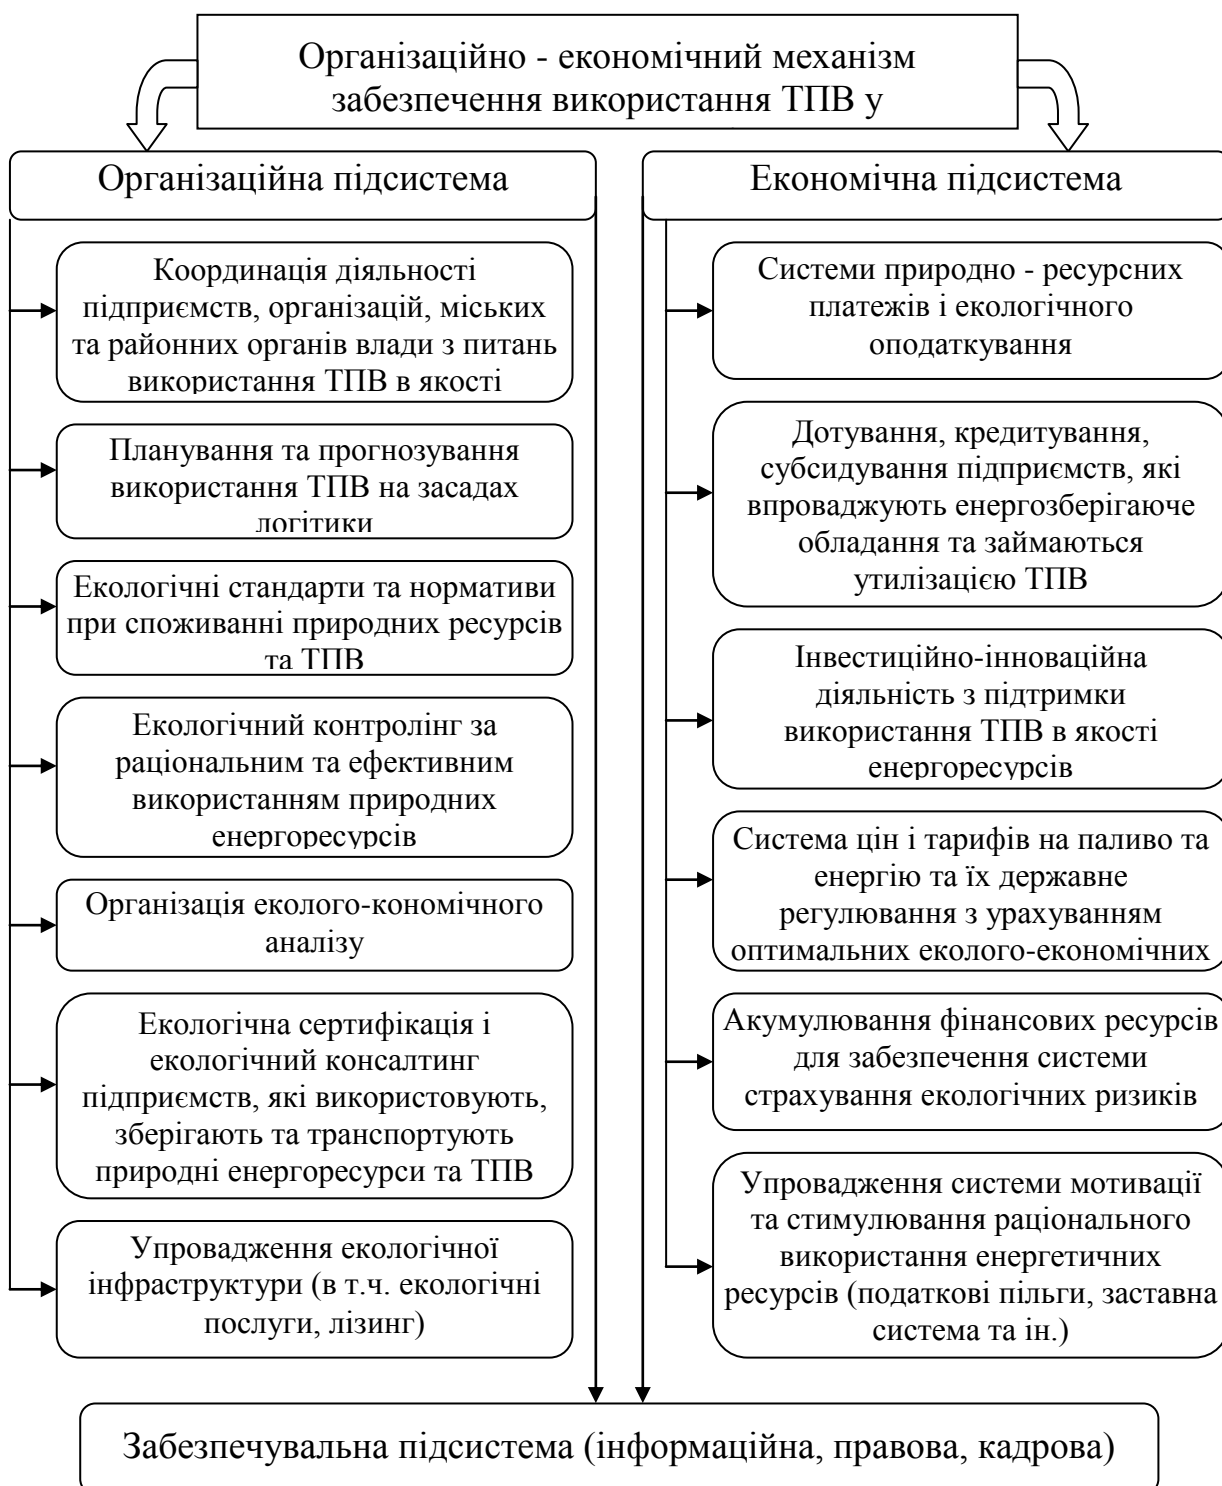 Організаційно - економічний механізм
забезпечення використання ТПВ у
Організаційна підсистема
Координація діяльності
підприємств, організацій, міських
та районних органів влади з питань
використання ТПВ в якості
Планування та прогнозування
використання ТПВ на засадах
логітики
Екологічні стандарти та нормативи
при споживанні природних ресурсів
та ТПВ
Екологічний контролінг за
раціональним та ефективним
використанням природних
енергоресурсів
Організація еколого-кономічного
аналізу
Екологічна сертифікація і
екологічний консалтинг
підприємств, які використовують,
зберігають та транспортують
природні енергоресурси та ТПВ
Упровадження екологічної
інфраструктури (в т.ч. екологічні
послуги, лізинг)
Економічна підсистема
Системи природно - ресурсних
платежів і екологічного
оподаткування
Дотування, кредитування,
субсидування підприємств, які
впроваджують енергозберігаюче
обладання та займаються
утилізацією ТПВ
Інвестиційно-інноваційна
діяльність з підтримки
використання ТПВ в якості
енергоресурсів
Система цін і тарифів на паливо та
енергію та їх державне
регулювання з урахуванням
оптимальних еколого-економічних
Акумулювання фінансових ресурсів
для забезпечення системи
страхування екологічних ризиків
Упровадження системи мотивації
та стимулювання раціонального
використання енергетичних
ресурсів (податкові пільги, заставна
система та ін.)
Забезпечувальна підсистема (інформаційна, правова, кадрова)